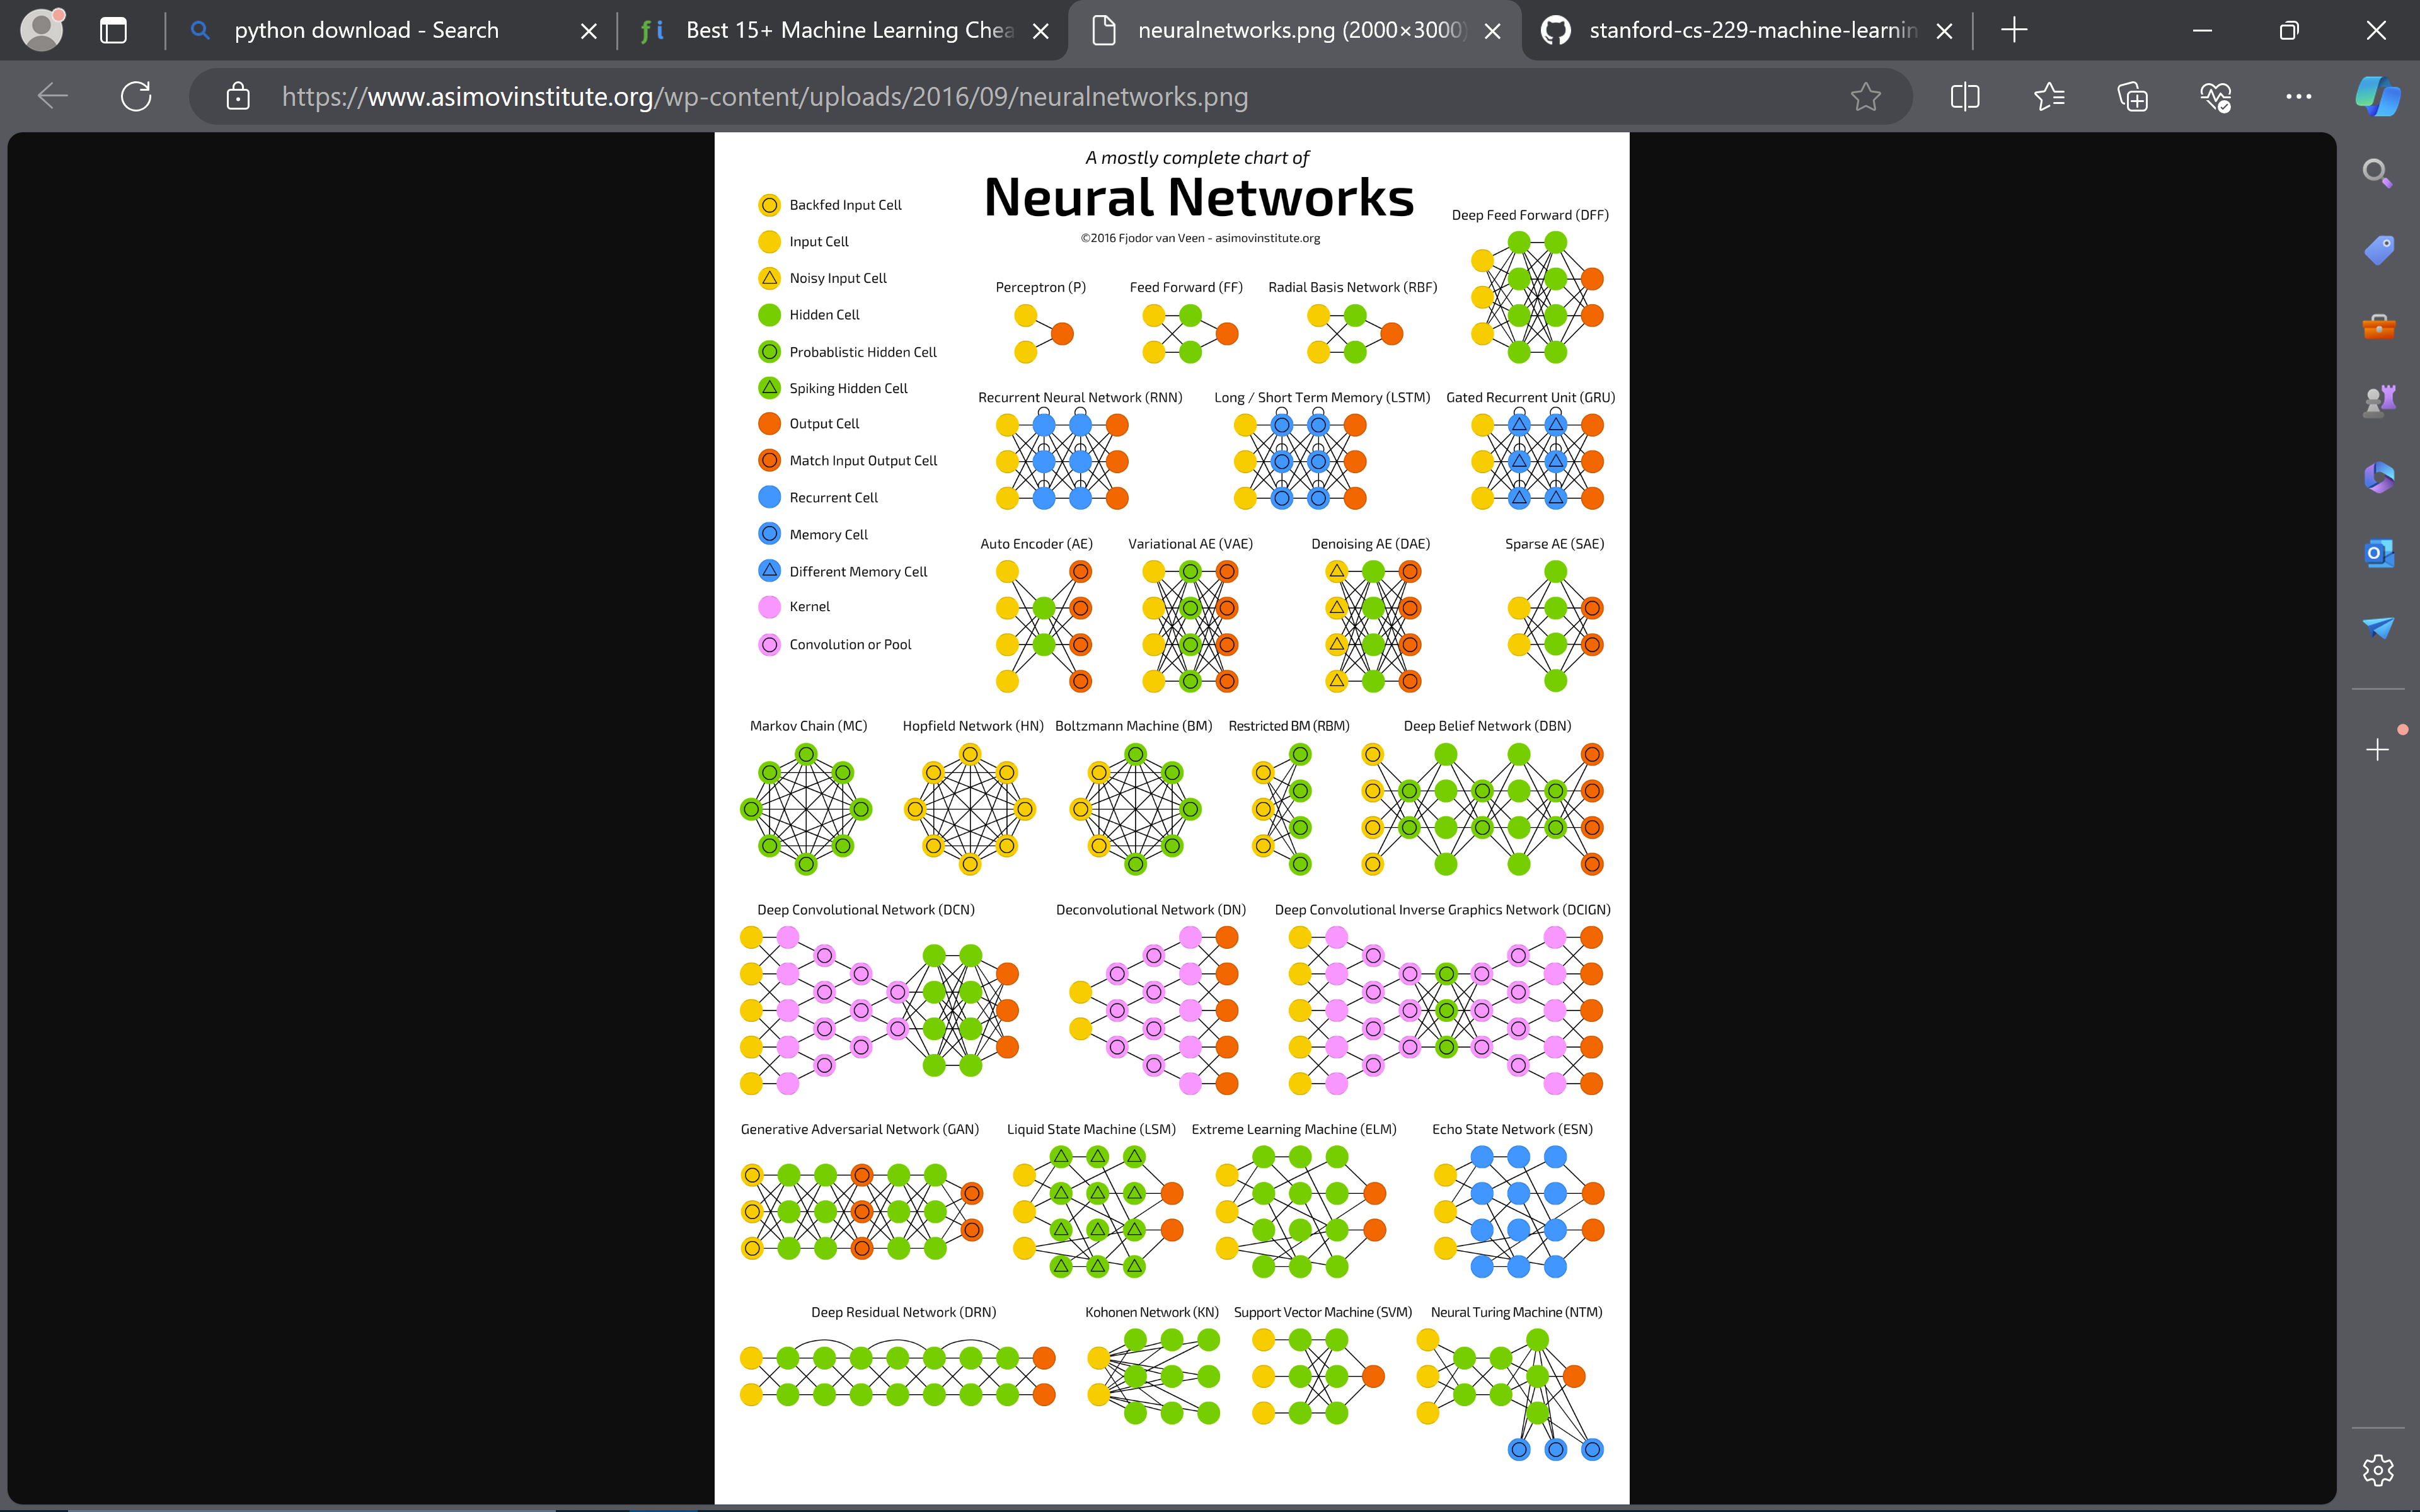 python download - Search
fi Best 15+ Machine Learning Chea
neuralnetworks.png (2000×3000)
stanford-cs-229-machine-learnin
https://www.asimovinstitute.org/wp-content/uploads/2016/09/neuralnetworks.png
A mostly complete chart of
Neural Networks
©2016 Fjodor van Veen - asimovinstitute.org
Backfed Input Cell
Input Cell
Noisy Input Cell
Hidden Cell
Probablistic Hidden Cell
Spiking Hidden Cell
Output Cell
Match Input Output Cell
Recurrent Cell
Memory Cell
Different Memory Cell
Kernel
Convolution or Pool
Deep Feed Forward (DFF)
Perceptron (P) Feed Forward (FF) Radial Basis Network (RBF)
Recurrent Neural Network (RNN) Long / Short Term Memory (LSTM) Gated Recurrent Unit (GRU)
Auto Encoder (AE) Variational AE (VAE) Denoising AE (DAE) Sparse AE (SAE)
Markov Chain (MC) Hopfield Network (HN) Boltzmann Machine (BM) Restricted BM (RBM) Deep Belief Network (DBN)
Deep Convolutional Network (DCN) Deconvolutional Network (DN) Deep Convolutional Inverse Graphics Network (DCIGN)
Generative Adversarial Network (GAN) Liquid State Machine (LSM) Extreme Learning Machine (ELM) Echo State Network (ESN)
Deep Residual Network (DRN) Kohonen Network (KN) Support Vector Machine (SVM) Neural Turing Machine (NTM)